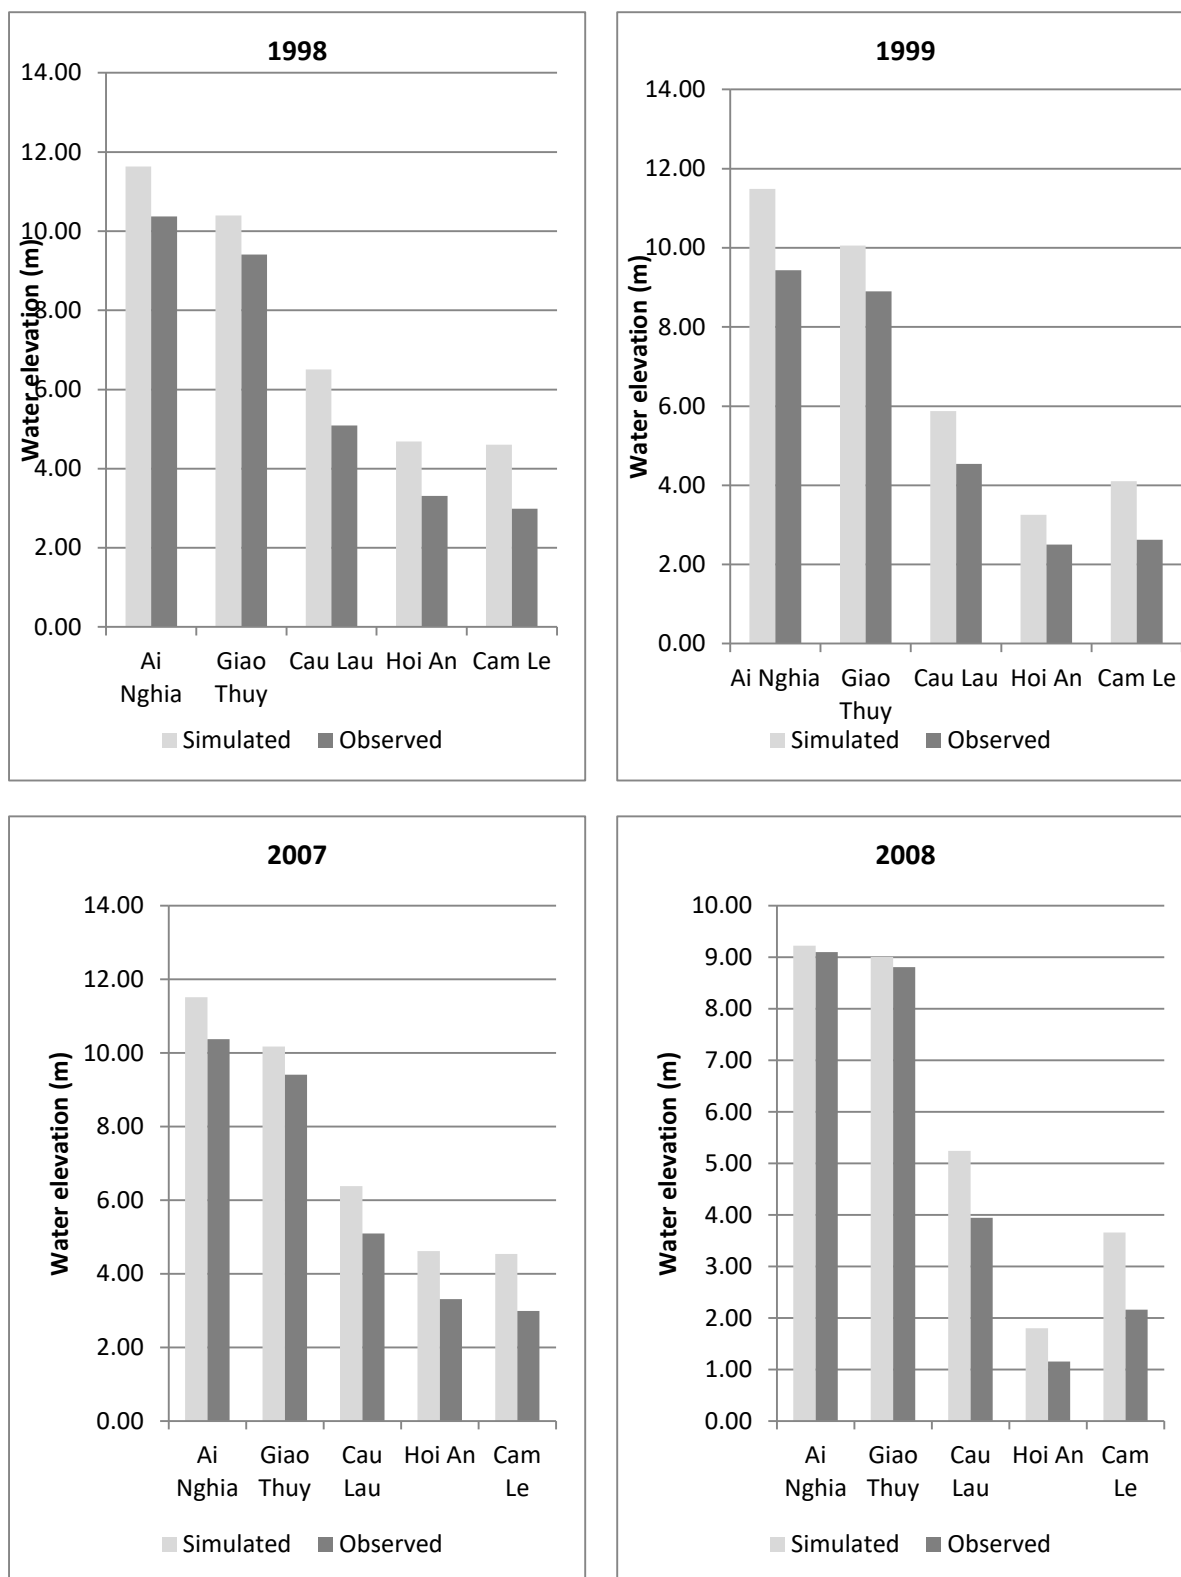 1998
14.00
12.00
10.00
8.00
6.00
4.00
2.00
0.00
Water elevation (m)
Ai Nghia
Giao Thuy
Cau Lau
Hoi An
Cam Le
Simulated
Observed
1999
14.00
12.00
10.00
8.00
6.00
4.00
2.00
0.00
Water elevation (m)
Ai Nghia
Giao Thuy
Cau Lau
Hoi An
Cam Le
Simulated
Observed
2007
14.00
12.00
10.00
8.00
6.00
4.00
2.00
0.00
Water elevation (m)
Ai Nghia
Giao Thuy
Cau Lau
Hoi An
Cam Le
Simulated
Observed
2008
10.00
9.00
8.00
7.00
6.00
5.00
4.00
3.00
2.00
1.00
0.00
Water elevation (m)
Ai Nghia
Giao Thuy
Cau Lau
Hoi An
Cam Le
Simulated
Observed